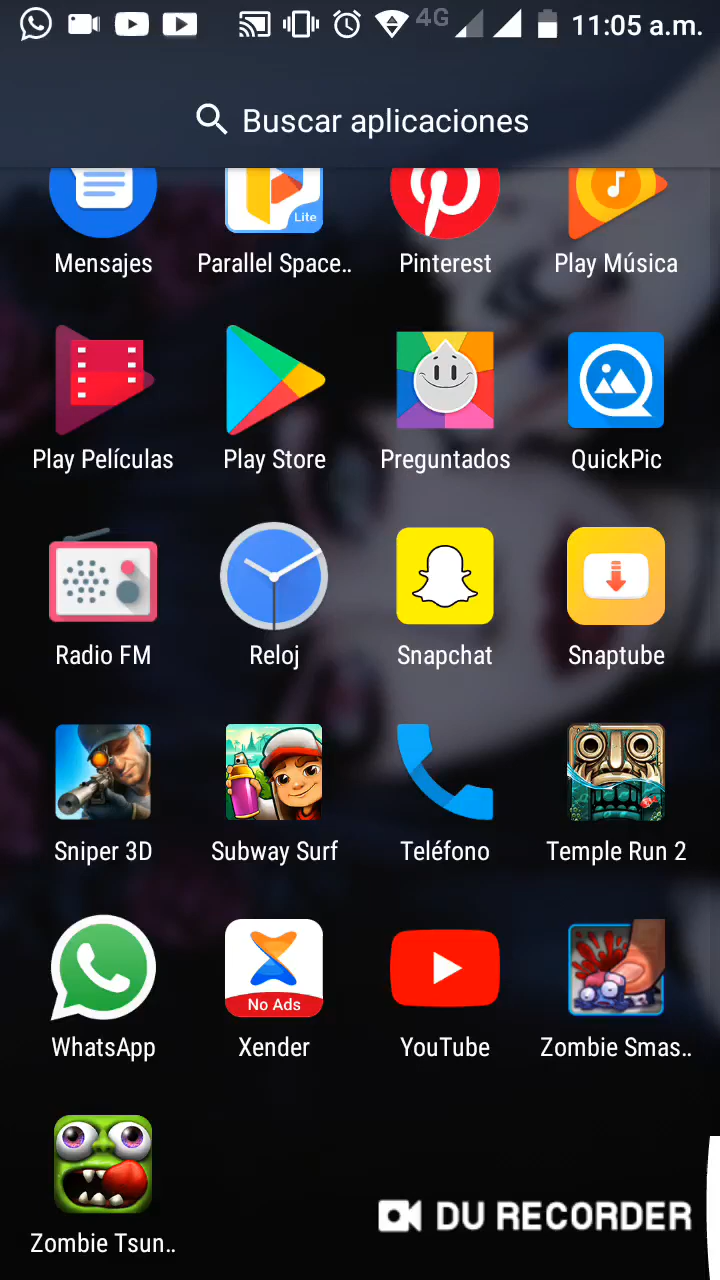 4G 11:05 a.m.
Buscar aplicaciones
Lite
Mensajes Parallel Space.. Pinterest Play Música
Play Películas Play Store Preguntados QuickPic
Radio FM Reloj Snapchat Snaptube
Sniper 3D Subway Surf Teléfono Temple Run 2
No Ads
WhatsApp Xender YouTube Zombie Smas..
DU RECORDER
Zombie Tsun..